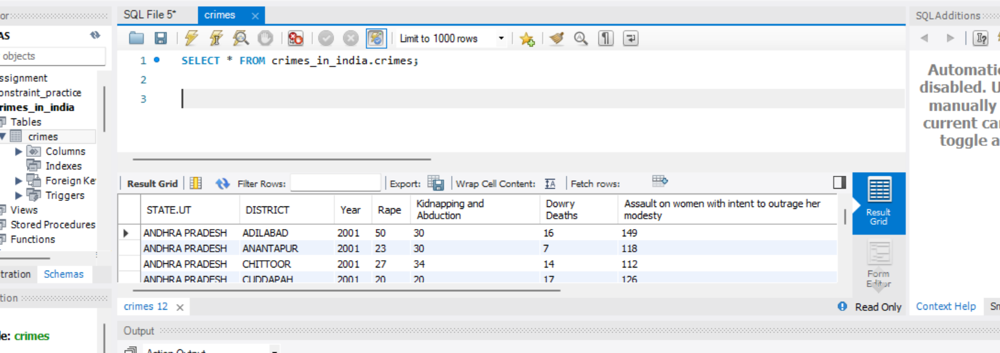 SQL File 5*
crimes
SQLAdditions
AS
objects
Limit to 1000 rows
1
SELECT * FROM crimes_in_india.crimes;
2
3
ssignment
onstraint_practice
rimes_in_india
Tables
crimes
Columns
Indexes
Foreign Ke
Triggers
Views
Stored Procedures
Functions
tration
Schemas
tion
le: crimes
Automatic
disabled. U
manually
current ca
toggle a
Result Grid
Filter Rows:
Export:
Wrap Cell Content:
Fetch rows:
STATE.UT DISTRICT Year Rape Kidnapping and Abduction Dowry Deaths Assault on women with intent to outrage her modesty
ANDHRA PRADESH ADILABAD 2001 50 30 16 149
ANDHRA PRADESH ANANTAPUR 2001 23 30 7 118
ANDHRA PRADESH CHITTOOR 2001 27 34 14 112
ANDHRA PRADESH CUDDAPAH 2001 20 20 17 126
Result
Grid
Form
Editor
crimes 12
Read Only
Context Help
Sn
Output
Action Output